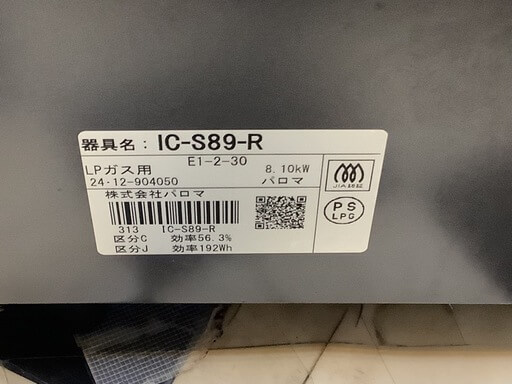 器具名：IC-S89-R
E1-2-30
LPガス用 8.10kW
24-12-904050 パロマ
株式会社パロマ
313 IC-S89-R
区分C 効率56.3%
区分J 効率192Wh
JIA認証
PS
LPG